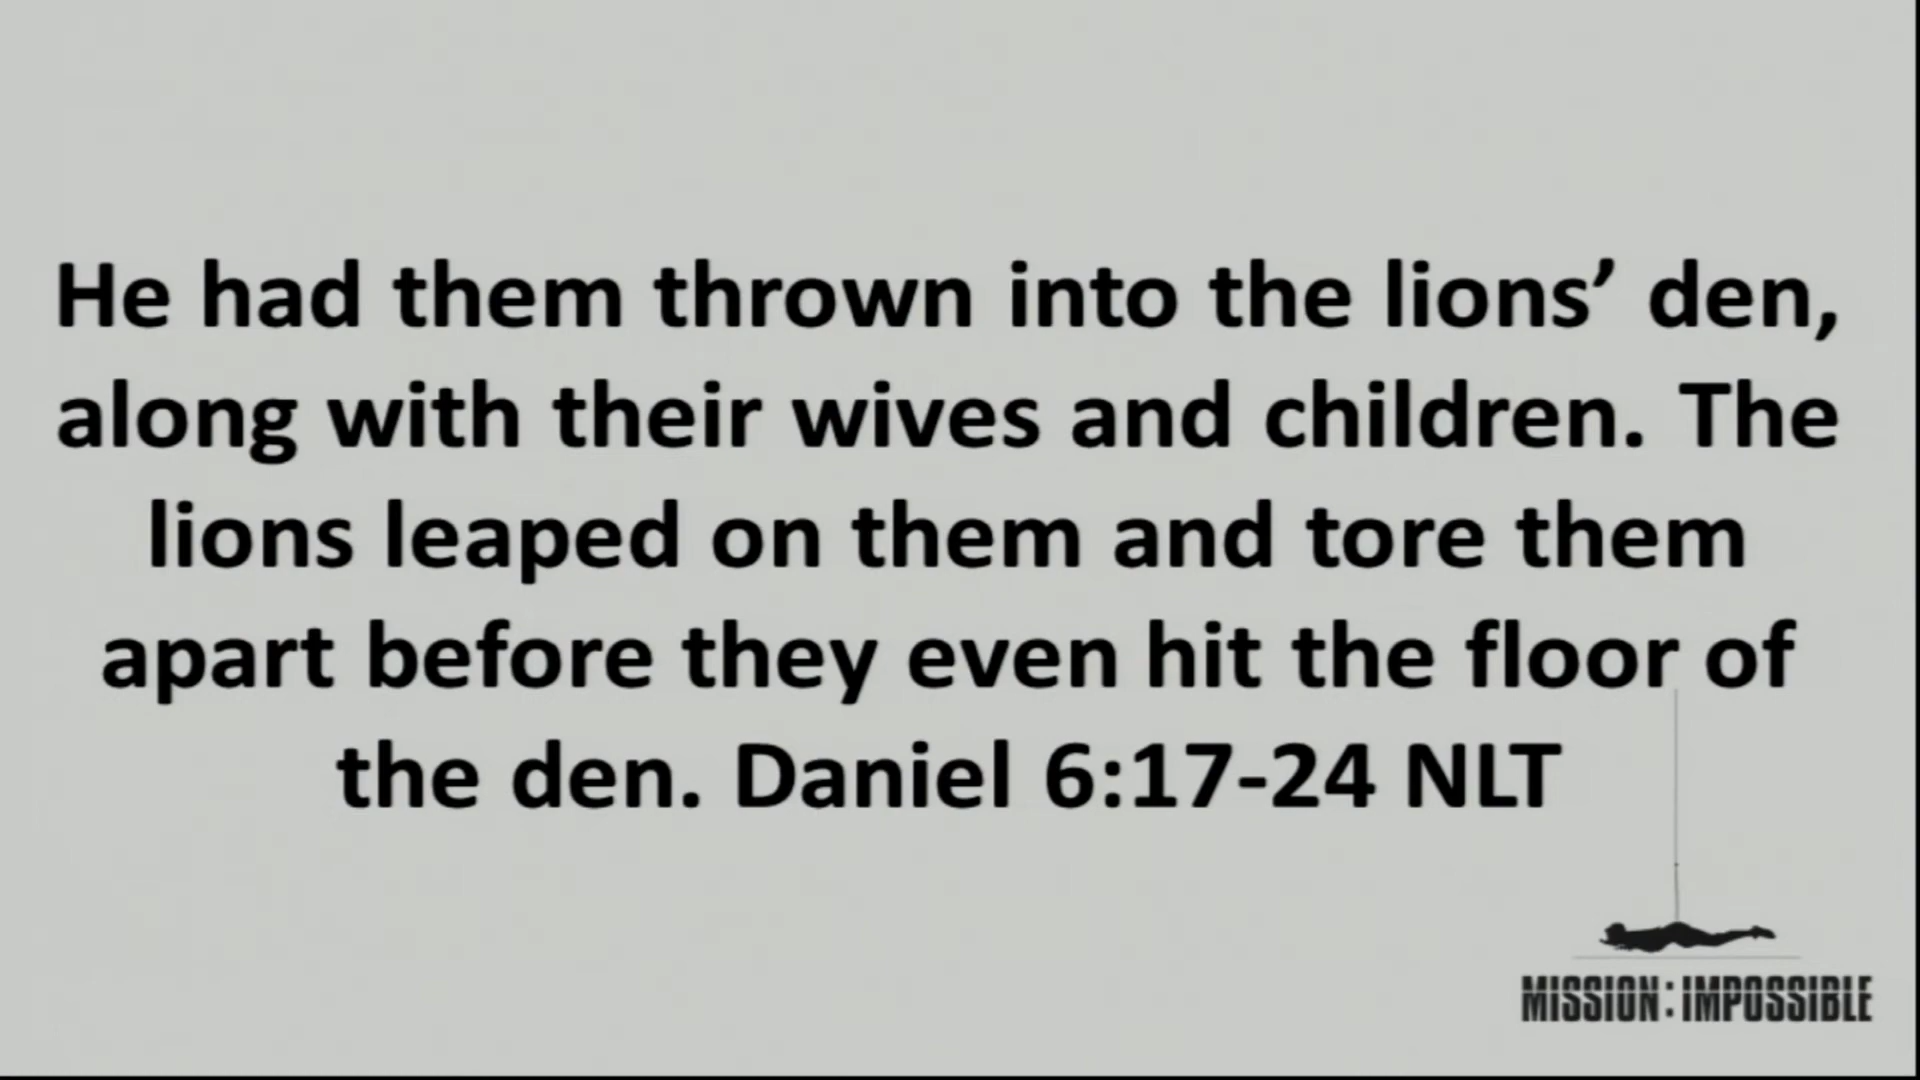 He had them thrown into the lions’ den,
along with their wives and children. The
lions leaped on them and tore them
apart before they even hit the floor of
the den. Daniel 6:17-24 NLT
MISSION: IMPOSSIBLE